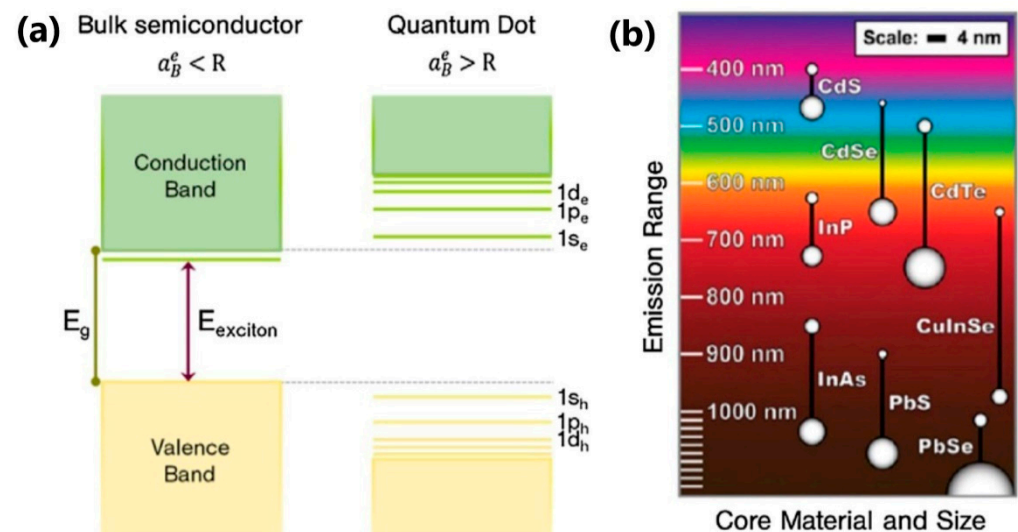 (a)
Bulk semiconductor
a_B^e < R
Quantum Dot
a_B^e > R
Conduction
Band
1d_e
1p_e
1s_e
E_g
E_exciton
1s_h
1p_h
1d_h
Valence
Band
(b)
Scale: 4 nm
Emission Range
400 nm
CdS
500 nm
CdSe
600 nm
CdTe
InP
700 nm
800 nm
CuInSe
900 nm
InAs
PbS
1000 nm
PbSe
Core Material and Size